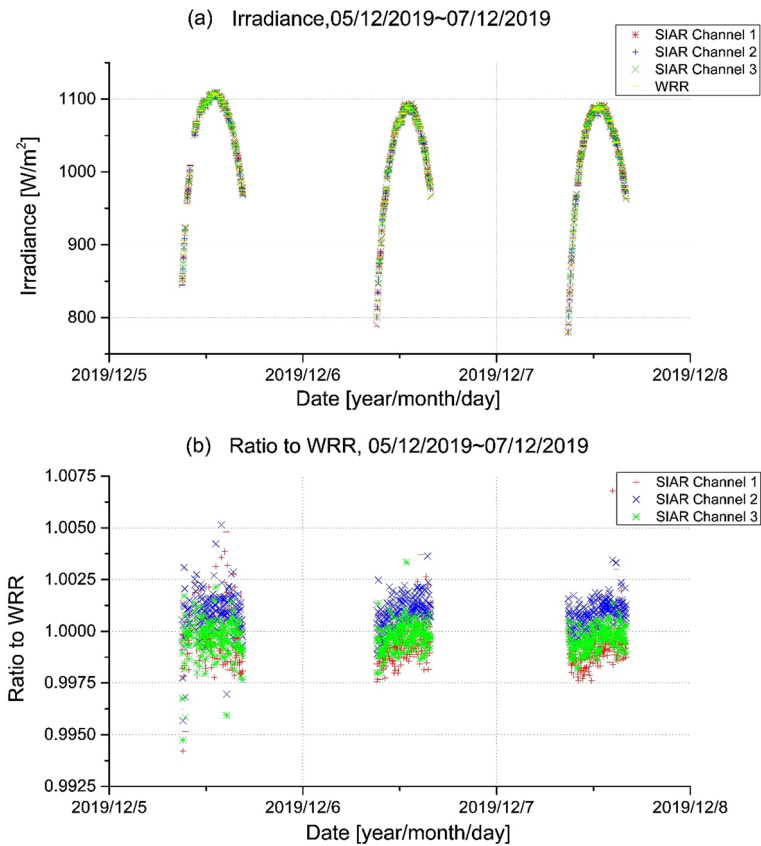 (a) Irradiance,05/12/2019~07/12/2019
SIAR Channel 1
SIAR Channel 2
SIAR Channel 3
WRR
1100
1000
900
800
Irradiance [W/m²]
2019/12/5 2019/12/6 2019/12/7 2019/12/8
Date [year/month/day]
(b) Ratio to WRR, 05/12/2019~07/12/2019
SIAR Channel 1
SIAR Channel 2
SIAR Channel 3
1.0075
1.0050
1.0025
1.0000
0.9975
0.9950
0.9925
Ratio to WRR
2019/12/5 2019/12/6 2019/12/7 2019/12/8
Date [year/month/day]